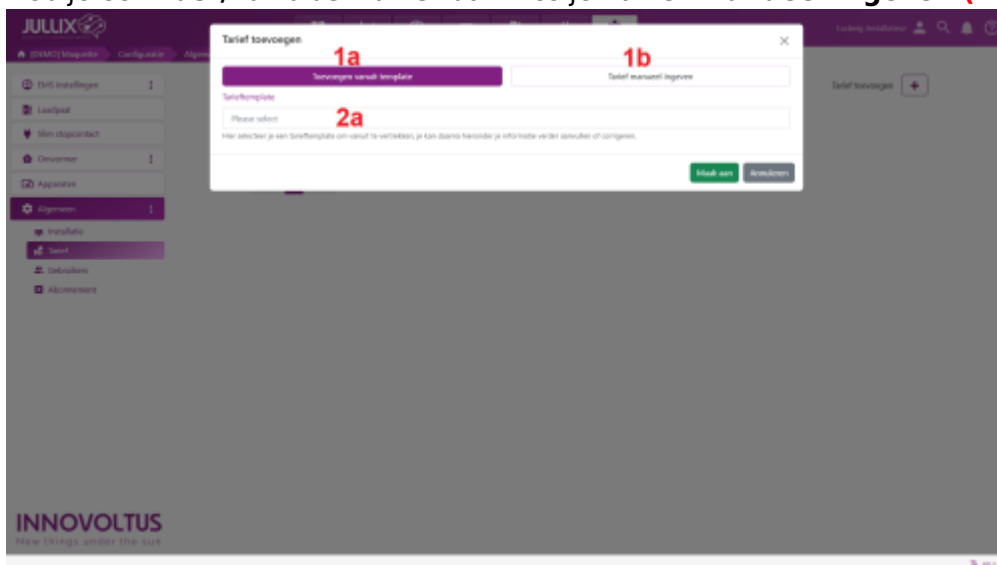 JULLIX
Ludwig Installateur
[DEMO] Maquette
Configuratie
Tarief toevoegen
1a
1b
Toevoegen vanuit template
Tarief manueel ingeven
Tarieftemplate
Please select
2a
Hier selecteer je een tarieftemplate om vanuit te vertrekken, je kan daarna hieronder je informatie verder aanvullen of corrigeren.
Maak aan
Annuleren
Tarief toevoegen
EMS instellingen
Laadpaal
Slim stopcontact
Omvormer
Apparaten
Algemeen
Installatie
Tarief
Gebruikers
Abonnement
INNOVOLTUS
New things under the sun